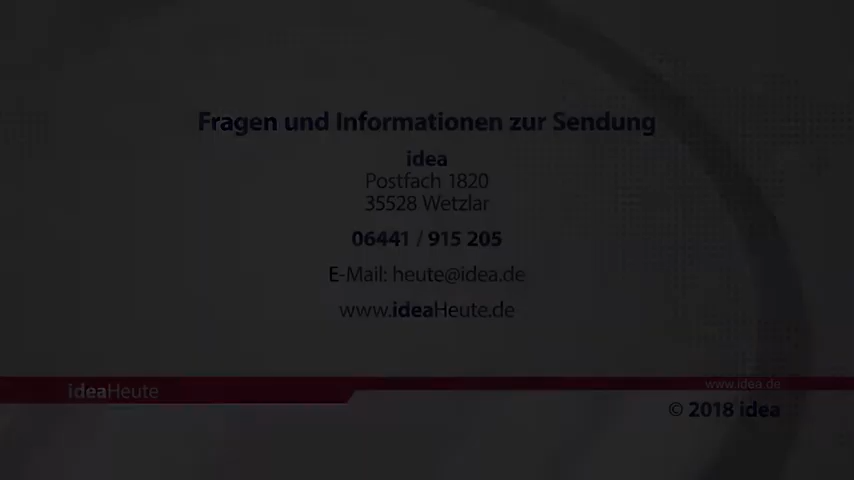 Fragen und Informationen zur Sendung
idea
Postfach 1820
35528 Wetzlar
06441 / 915 205
E-Mail: heute@idea.de
www.ideaHeute.de
ideaHeute
www.idea.de
© 2018 idea